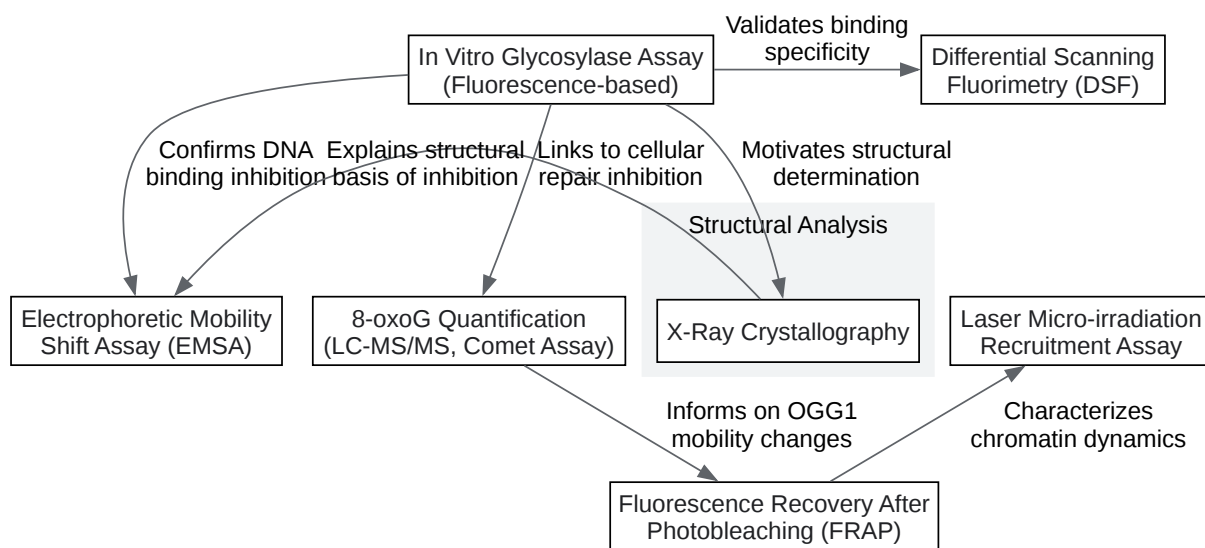 Validates binding
specificity
In Vitro Glycosylase Assay
(Fluorescence-based)
Differential Scanning
Fluorimetry (DSF)
Confirms DNA
binding inhibition
Explains structural
basis of inhibition
Links to cellular
repair inhibition
Motivates structural
determination
Structural Analysis
Electrophoretic Mobility
Shift Assay (EMSA)
8-oxoG Quantification
(LC-MS/MS, Comet Assay)
X-Ray Crystallography
Laser Micro-irradiation
Recruitment Assay
Informs on OGG1
mobility changes
Characterizes
chromatin dynamics
Fluorescence Recovery After
Photobleaching (FRAP)